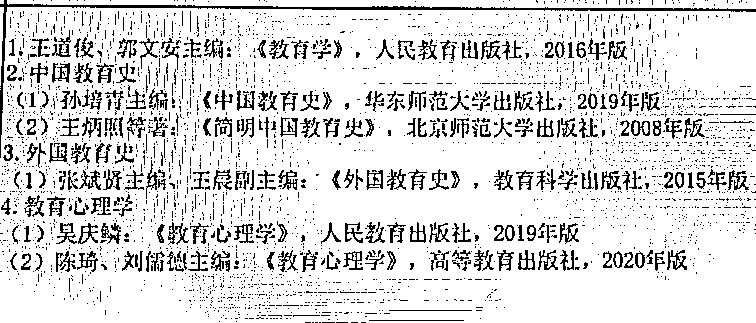 1.王道俊、郭文安主编：《教育学》，人民教育出版社，2016年版
2.中国教育史
（1）孙培青主编：《中国教育史》，华东师范大学出版社，2019年版
（2）王炳照等著：《简明中国教育史》，北京师范大学出版社，2008年版
3.外国教育史
（1）张斌贤主编、王晨副主编：《外国教育史》，教育科学出版社，2015年版
4.教育心理学
（1）吴庆麟：《教育心理学》，人民教育出版社，2019年版
（2）陈琦、刘儒德主编：《教育心理学》，高等教育出版社，2020年版